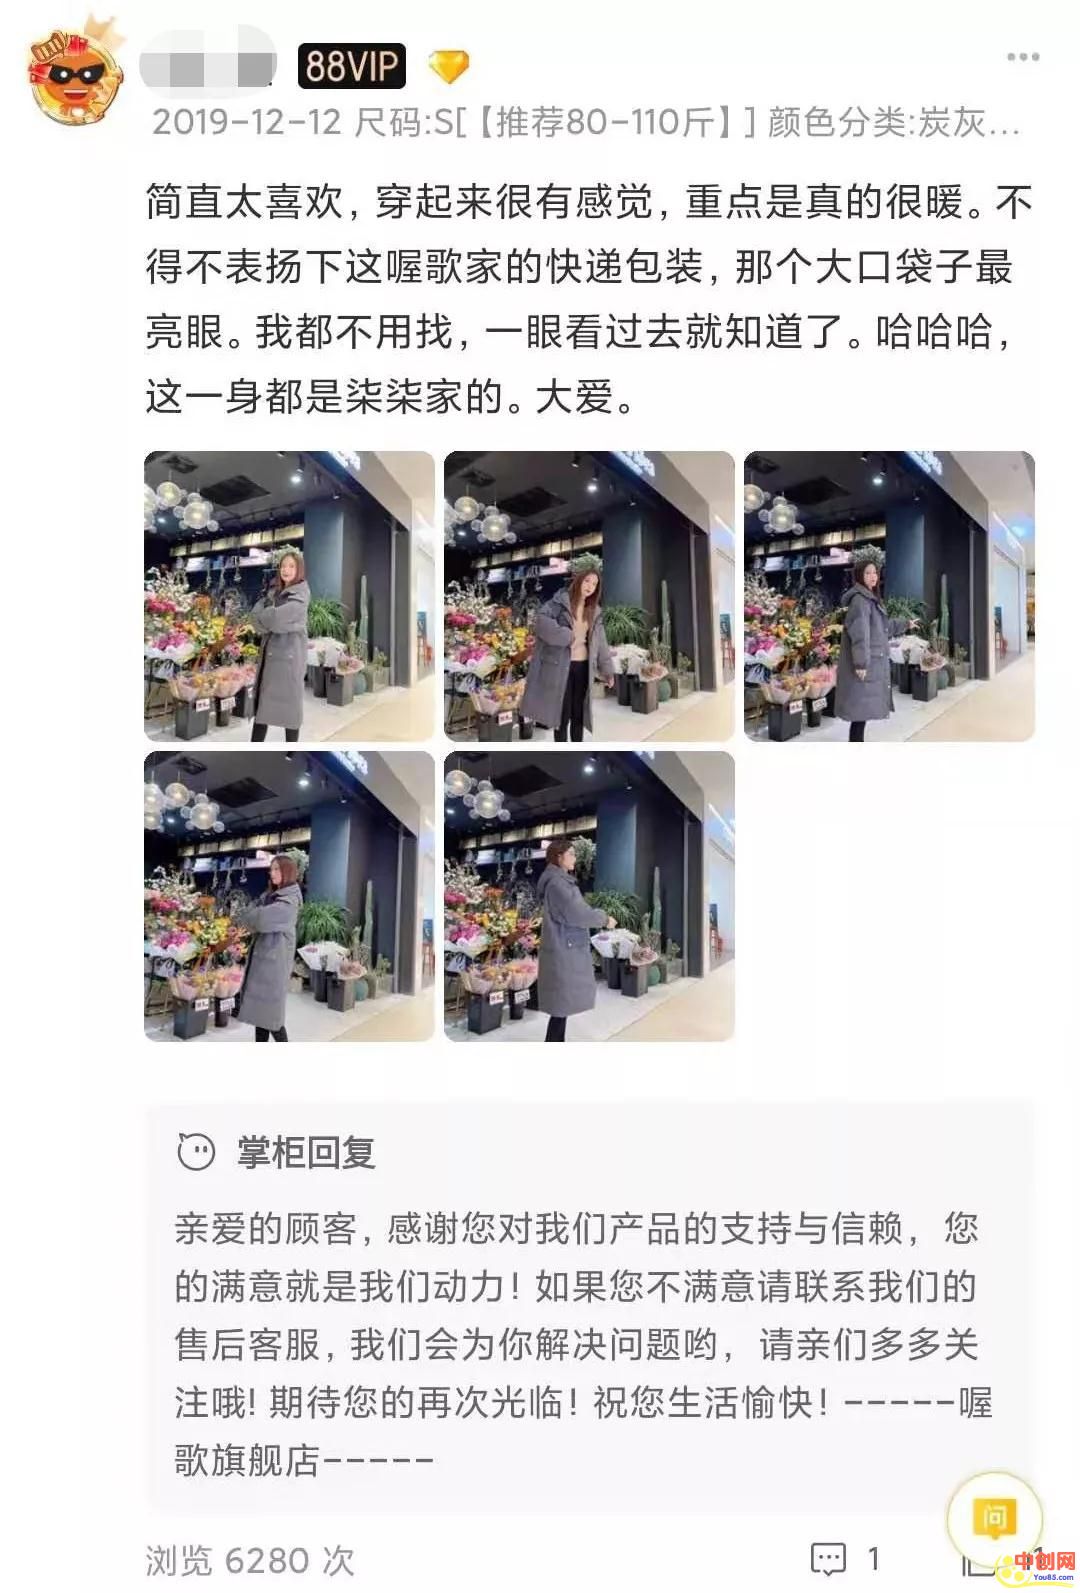 88VIP
2019-12-12 尺码:S[【推荐80-110斤】] 颜色分类:炭灰...
简直太喜欢,穿起来很有感觉,重点是真的很暖。不
得不表扬下这喔歌家的快递包装,那个大口袋子最
亮眼。我都不用找,一眼看过去就知道了。哈哈哈,
这一身都是柒柒家的。大爱。
掌柜回复
亲爱的顾客,感谢您对我们产品的支持与信赖，您
的满意就是我们动力!如果您不满意请联系我们的
售后客服,我们会为你解决问题哟，请亲们多多关
注哦!期待您的再次光临!祝您生活愉快!-----喔
歌旗舰店-----
问
浏览 6280 次
1
1
中创网
You85.com